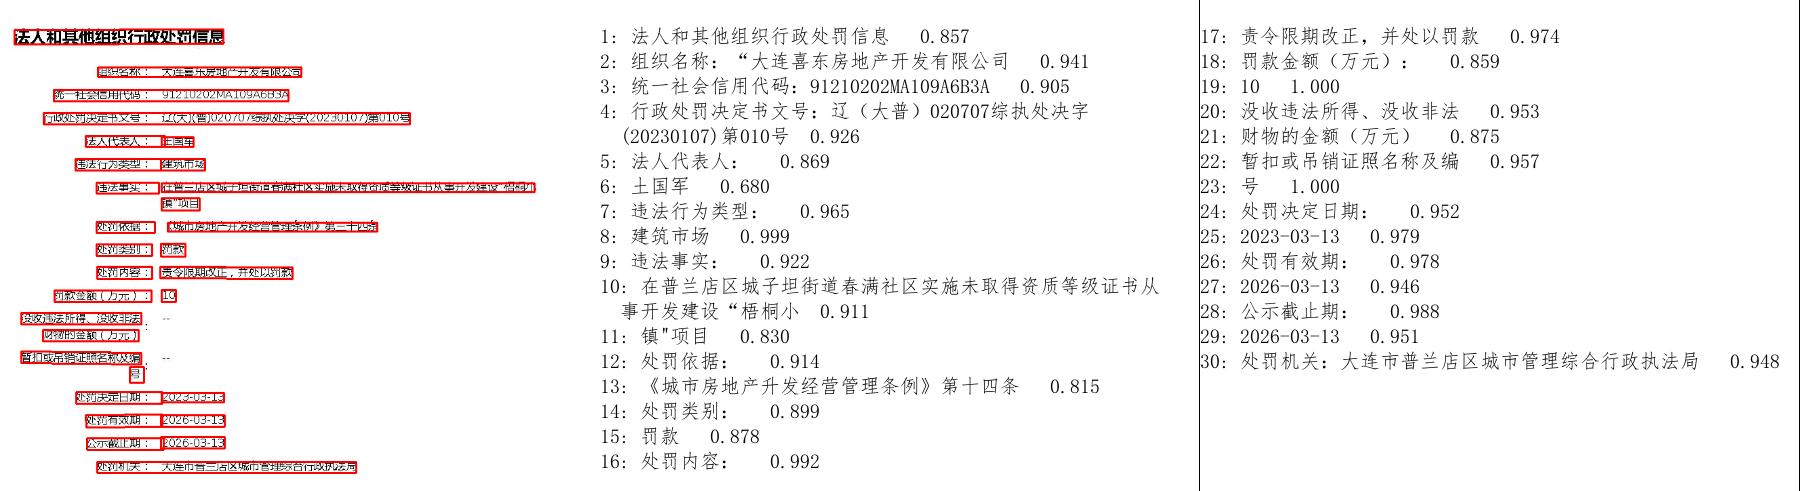 法人和其他组织行政处罚信息
组织名称： 大连喜东房地产开发有限公司
统一社会信用代码： 91210202MA109A6B3A
行政处罚决定书文号： 辽(大)(普)020707综执处决字(20230107)第010号
法人代表人： 王国军
违法行为类型： 建筑市场
违法事实： 在普兰店区城子坦街道春满社区实施未取得资质等级证书从事开发建设"梧桐小
镇"项目
处罚依据： 《城市房地产开发经营管理条例》第三十四条
处罚类别： 罚款
处罚内容： 责令限期改正，并处以罚款
罚款金额（万元）： 10
没收违法所得、没收非法
财物的金额（万元）： --
暂扣或吊销证照名称及编
号： --
处罚决定日期： 2023-03-13
处罚有效期： 2026-03-13
公示截止期： 2026-03-13
处罚机关： 大连市普兰店区城市管理综合行政执法局
1: 法人和其他组织行政处罚信息 0.857
2: 组织名称：“大连喜东房地产开发有限公司 0.941
3: 统一社会信用代码：91210202MA109A6B3A 0.905
4: 行政处罚决定书文号：辽（大普）020707综执处决字
(20230107)第010号 0.926
5: 法人代表人： 0.869
6: 土国军 0.680
7: 违法行为类型： 0.965
8: 建筑市场 0.999
9: 违法事实： 0.922
10: 在普兰店区城子坦街道春满社区实施未取得资质等级证书从
事开发建设“梧桐小 0.911
11: 镇"项目 0.830
12: 处罚依据： 0.914
13: 《城市房地产升发经营管理条例》第十四条 0.815
14: 处罚类别： 0.899
15: 罚款 0.878
16: 处罚内容： 0.992
17: 责令限期改正，并处以罚款 0.974
18: 罚款金额（万元）： 0.859
19: 10 1.000
20: 没收违法所得、没收非法 0.953
21: 财物的金额（万元） 0.875
22: 暂扣或吊销证照名称及编 0.957
23: 号 1.000
24: 处罚决定日期： 0.952
25: 2023-03-13 0.979
26: 处罚有效期： 0.978
27: 2026-03-13 0.946
28: 公示截止期： 0.988
29: 2026-03-13 0.951
30: 处罚机关：大连市普兰店区城市管理综合行政执法局 0.948